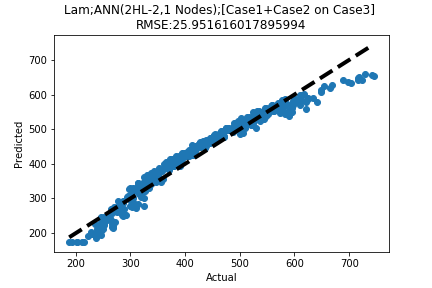 Lam;ANN(2HL-2,1 Nodes);[Case1+Case2 on Case3]
RMSE:25.951616017895994
700
600
500
400
300
200
Predicted
200 300 400 500 600 700
Actual